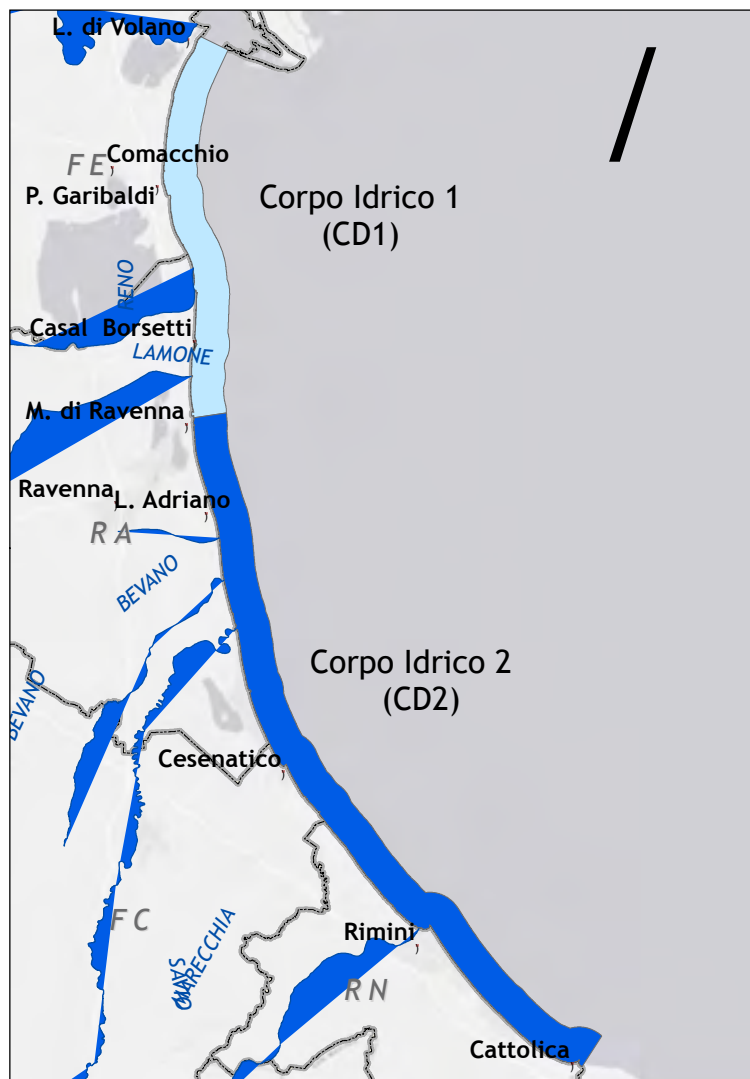 L. di Volano
Comacchio
F E
P. Garibaldi
Corpo Idrico 1
(CD1)
RENO
Casal Borsetti
LAMONE
M. di Ravenna
Ravenna
L. Adriano
R A
BEVANO
Corpo Idrico 2
(CD2)
BEVANO
Cesenatico
F C
MARECCHIA
Rimini
R N
Cattolica